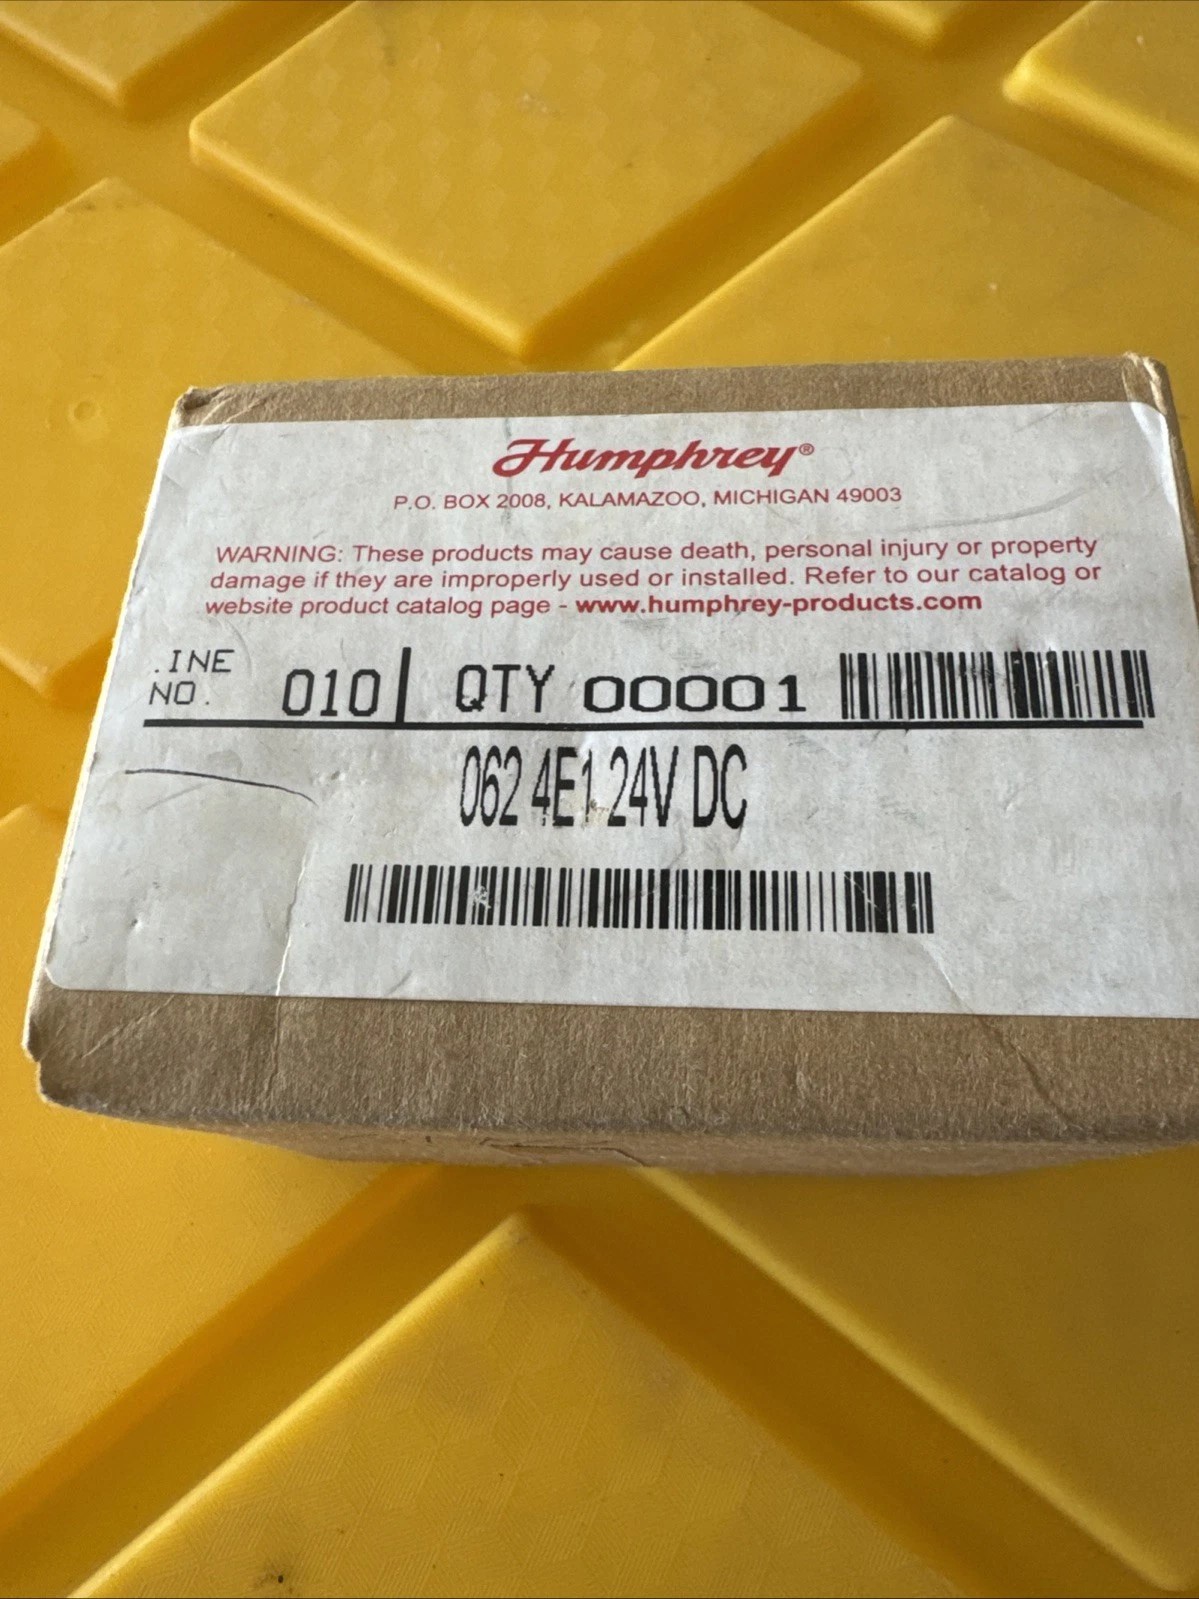 Humphrey®
P.O. BOX 2008, KALAMAZOO, MICHIGAN 49003
WARNING: These products may cause death, personal injury or property
damage if they are improperly used or installed. Refer to our catalog or
website product catalog page - www.humphrey-products.com
.INE
NO. 010 QTY 00001
062 4E1 24V DC